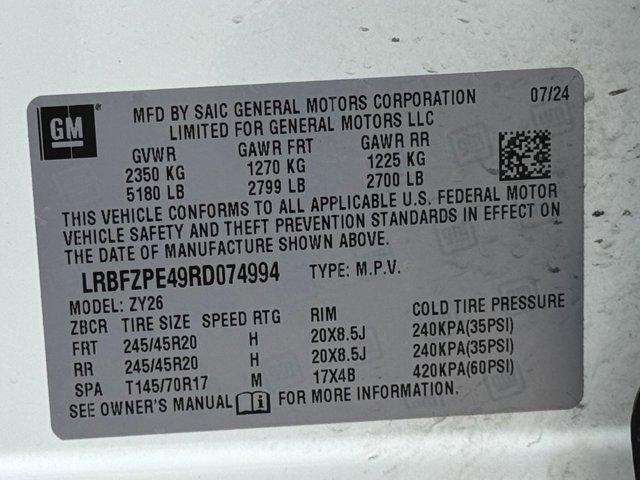 GM
MFD BY SAIC GENERAL MOTORS CORPORATION 07/24
LIMITED FOR GENERAL MOTORS LLC
GVWR GAWR FRT GAWR RR
2350 KG 1270 KG 1225 KG
5180 LB 2799 LB 2700 LB
THIS VEHICLE CONFORMS TO ALL APPLICABLE U.S. FEDERAL MOTOR
VEHICLE SAFETY AND THEFT PREVENTION STANDARDS IN EFFECT ON
THE DATE OF MANUFACTURE SHOWN ABOVE.
LRBFZPE49RD074994 TYPE: M.P.V.
MODEL: ZY26
ZBCR TIRE SIZE SPEED RTG RIM COLD TIRE PRESSURE
FRT 245/45R20 H 20X8.5J 240KPA(35PSI)
RR 245/45R20 H 20X8.5J 240KPA(35PSI)
SPA T145/70R17 M 17X4B 420KPA(60PSI)
SEE OWNER'S MANUAL FOR MORE INFORMATION.